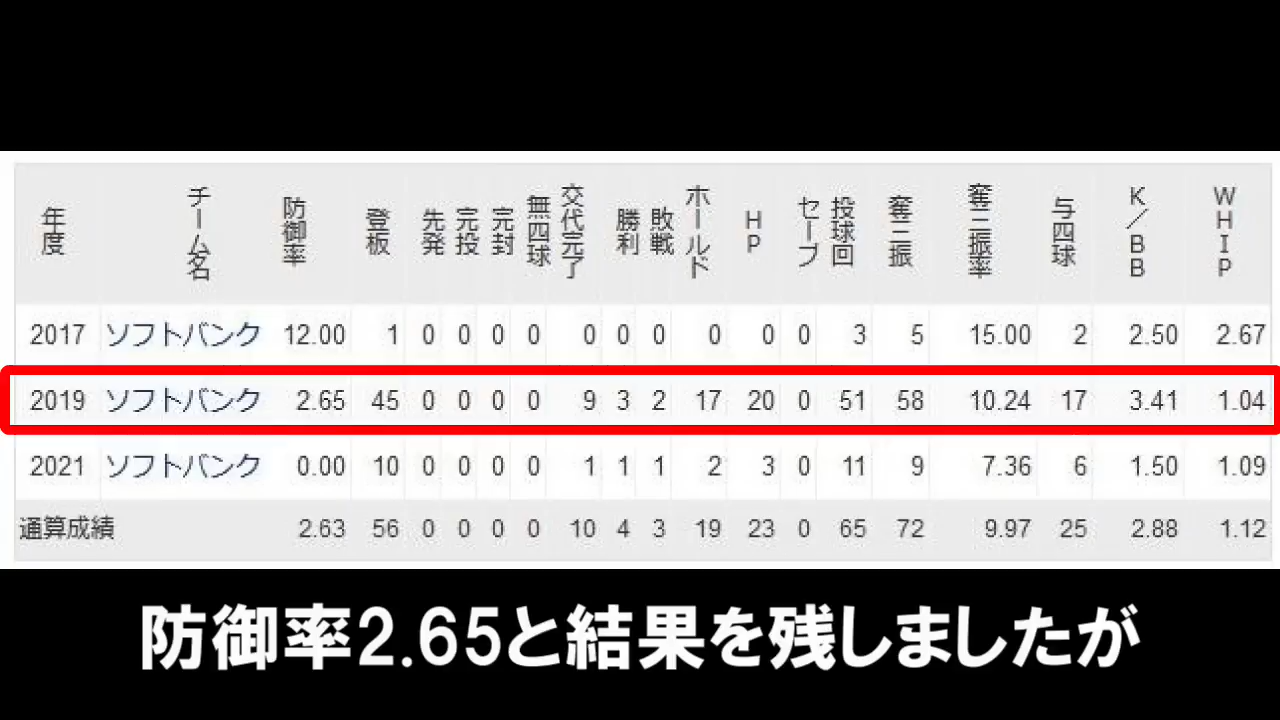 年度 チーム名 防御率 登板 先発 完投 完封 無四球 交代完了 勝利 敗戦 ホールド HP セーブ 投球回 奪三振 奪三振率 与四球 K／BB WHIP
2017 ソフトバンク 12.00 1 0 0 0 0 0 0 0 0 0 0 3 5 15.00 2 2.50 2.67
2019 ソフトバンク 2.65 45 0 0 0 0 9 3 2 17 20 0 51 58 10.24 17 3.41 1.04
2021 ソフトバンク 0.00 10 0 0 0 0 1 1 1 2 3 0 11 9 7.36 6 1.50 1.09
通算成績 2.63 56 0 0 0 0 10 4 3 19 23 0 65 72 9.97 25 2.88 1.12
防御率2.65と結果を残しましたが